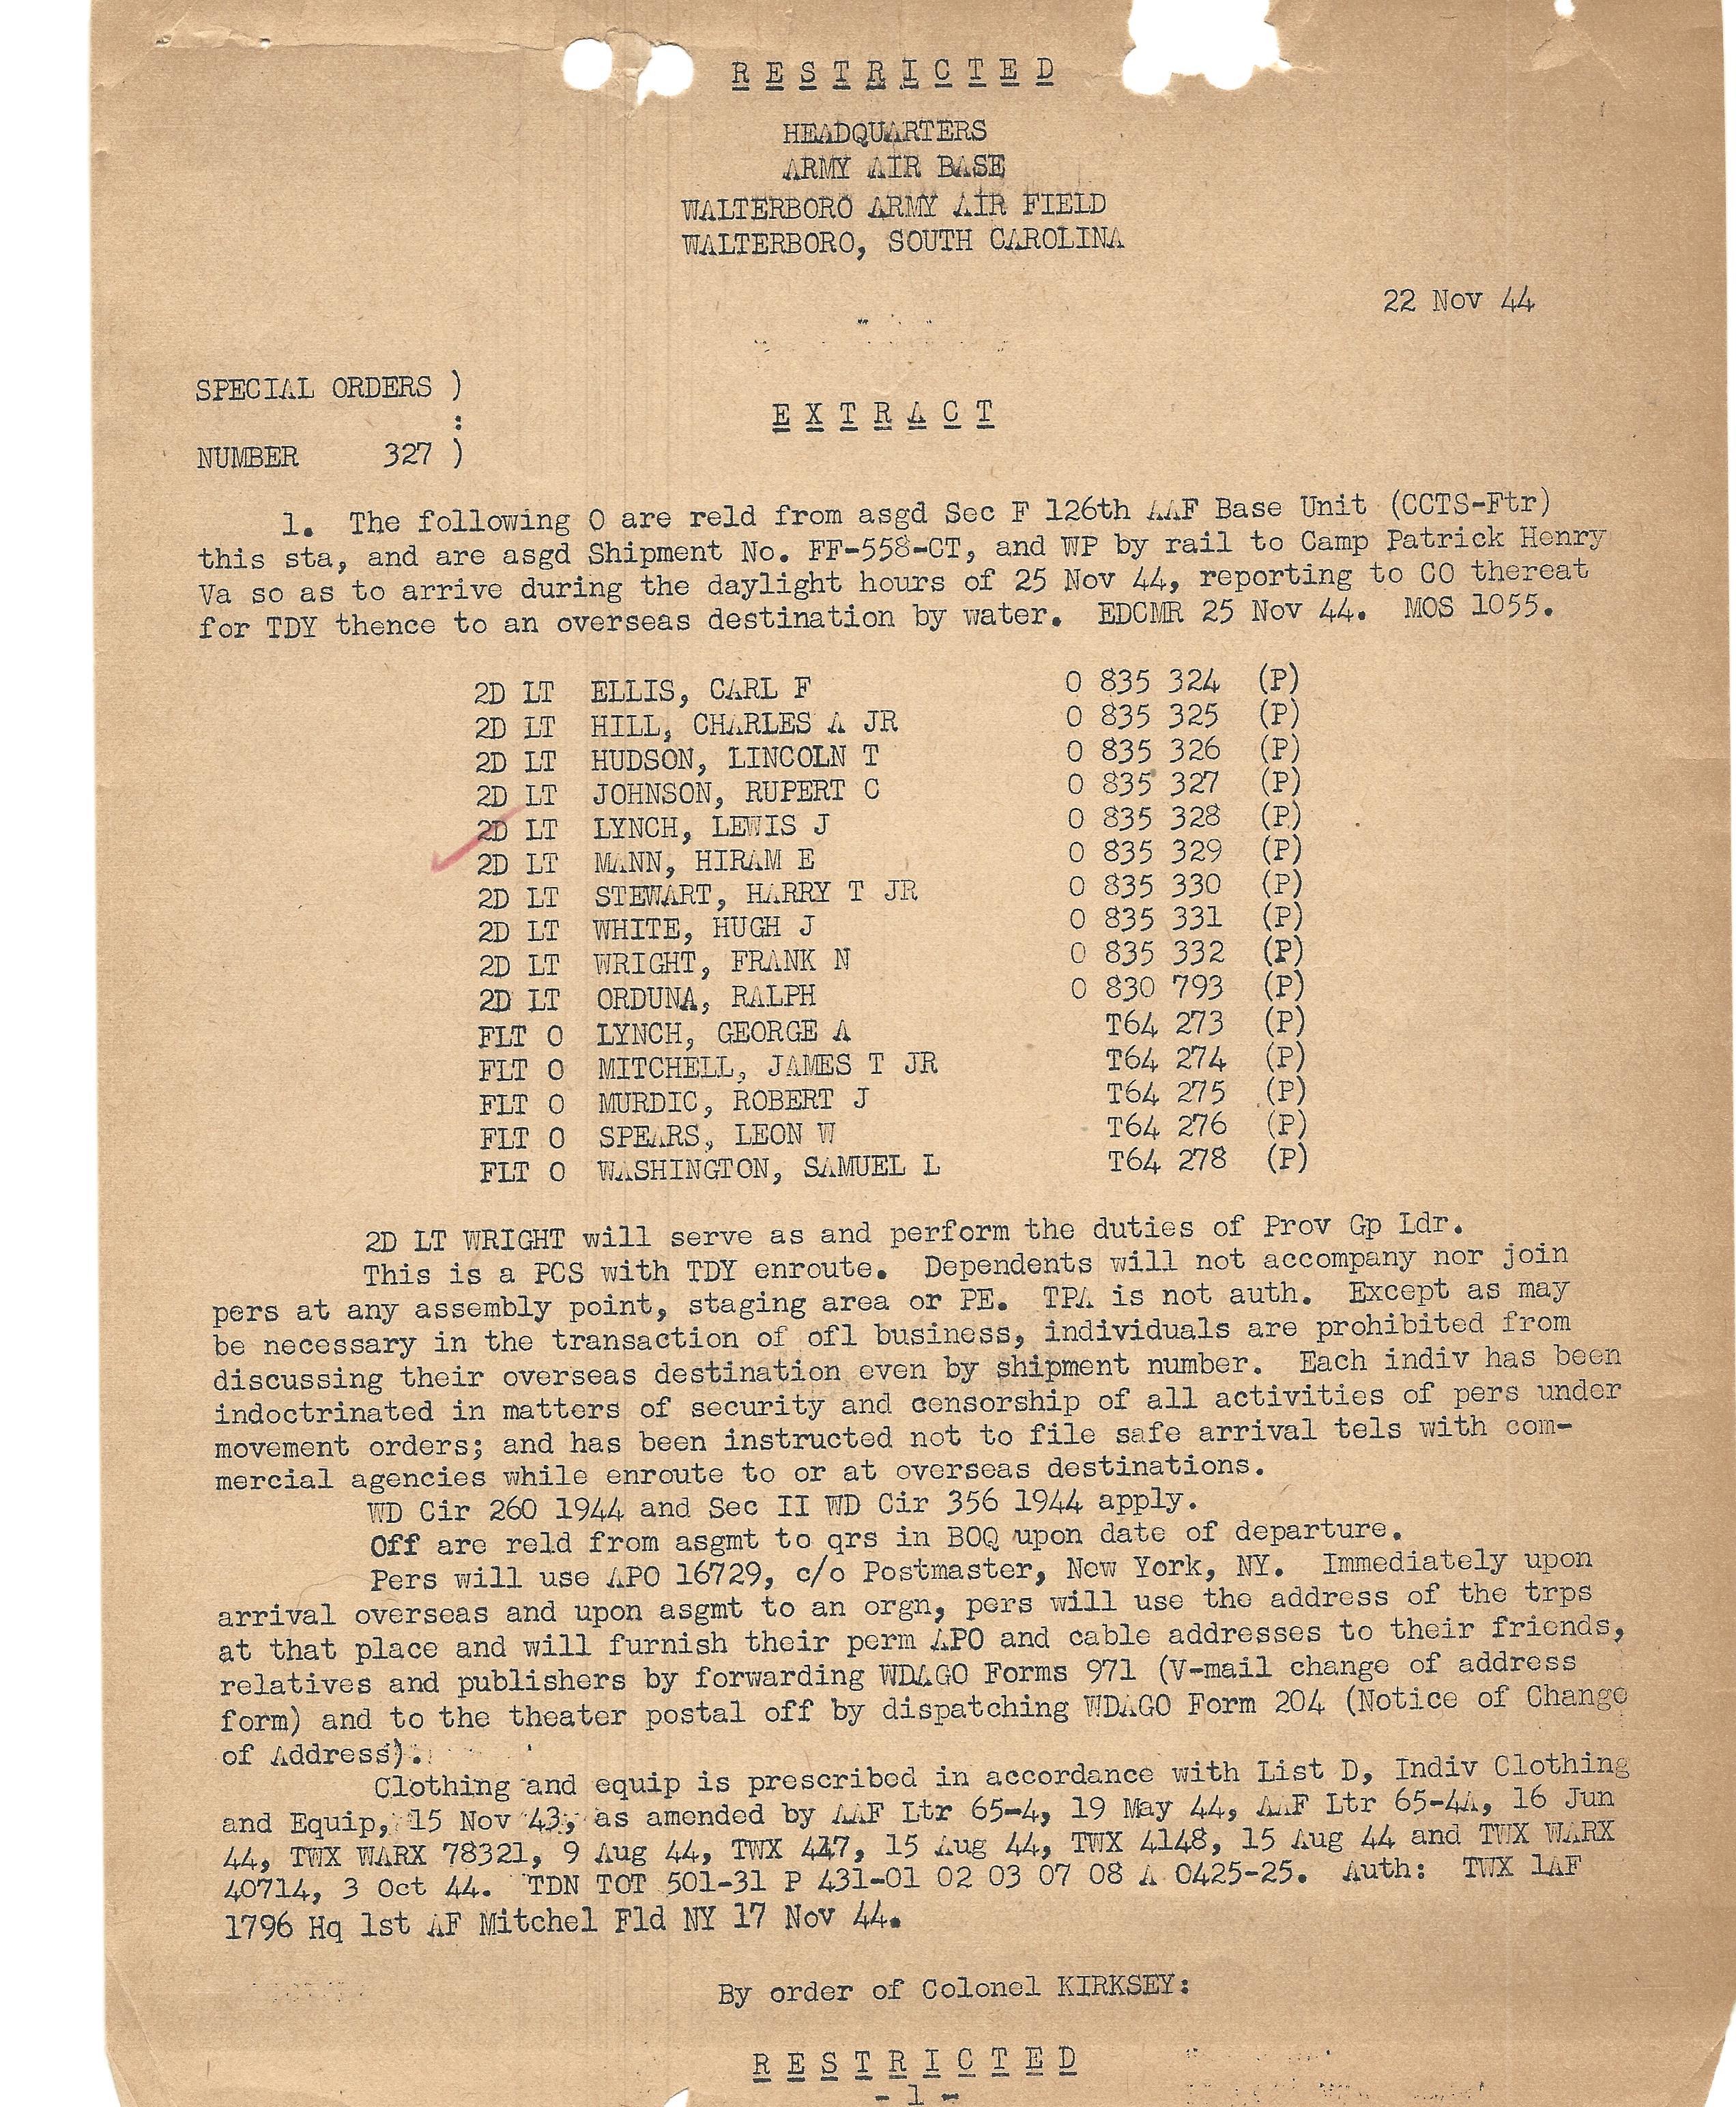 RESTRICTED
HEADQUARTERS
ARMY AIR BASE
WALTERBORO ARMY AIR FIELD
WALTERBORO, SOUTH CAROLINA
22 Nov 44
SPECIAL ORDERS )
:
EXTRACT
NUMBER 327 )
1. The following O are reld from asgd Sec F 126th AAF Base Unit (CCTS-Ftr)
this sta, and are asgd Shipment No. FF-558-CT, and WP by rail to Camp Patrick Henry
Va so as to arrive during the daylight hours of 25 Nov 44, reporting to CO thereat
for TDY thence to an overseas destination by water. EDCMR 25 Nov 44. MOS 1055.
2D LT ELLIS, CARL F O 835 324 (P)
2D LT HILL, CHARLES A JR O 835 325 (P)
2D LT HUDSON, LINCOLN T O 835 326 (P)
2D LT JOHNSON, RUPERT C O 835 327 (P)
2D LT LYNCH, LEWIS J O 835 328 (P)
2D LT MANN, HIRAM E O 835 329 (P)
2D LT STEWART, HARRY T JR O 835 330 (P)
2D LT WHITE, HUGH J O 835 331 (P)
2D LT WRIGHT, FRANK N O 835 332 (P)
2D LT ORDUNA, RALPH O 830 793 (P)
FLT O LYNCH, GEORGE A T64 273 (P)
FLT O MITCHELL, JAMES T JR T64 274 (P)
FLT O MURDIC, ROBERT J T64 275 (P)
FLT O SPEARS, LEON W T64 276 (P)
FLT O WASHINGTON, SAMUEL L T64 278 (P)
2D LT WRIGHT will serve as and perform the duties of Prov Gp Ldr.
This is a PCS with TDY enroute. Dependents will not accompany nor join
pers at any assembly point, staging area or PE. TPA is not auth. Except as may
be necessary in the transaction of ofl business, individuals are prohibited from
discussing their overseas destination even by shipment number. Each indiv has been
indoctrinated in matters of security and censorship of all activities of pers under
movement orders; and has been instructed not to file safe arrival tels with com-
mercial agencies while enroute to or at overseas destinations.
WD Cir 260 1944 and Sec II WD Cir 356 1944 apply.
Off are reld from asgmt to qrs in BOQ upon date of departure.
Pers will use APO 16729, c/o Postmaster, New York, NY. Immediately upon
arrival overseas and upon asgmt to an orgn, pers will use the address of the trps
at that place and will furnish their perm APO and cable addresses to their friends,
relatives and publishers by forwarding WDAGO Forms 971 (V-mail change of address
form) and to the theater postal off by dispatching WDAGO Form 204 (Notice of Change
of Address).
Clothing and equip is prescribed in accordance with List D, Indiv Clothing
and Equip, 15 Nov 43, as amended by AAF Ltr 65-4, 19 May 44, AAF Ltr 65-4A, 16 Jun
44, TWX WARX 78321, 9 Aug 44, TWX 447, 15 Aug 44, TWX 4148, 15 Aug 44 and TWX WARX
40714, 3 Oct 44. TDN TOT 501-31 P 431-01 02 03 07 08 A 0425-25. Auth: TWX 1AF
1796 Hq 1st AF Mitchel Fld NY 17 Nov 44.
By order of Colonel KIRKSEY:
RESTRICTED
- 1 -